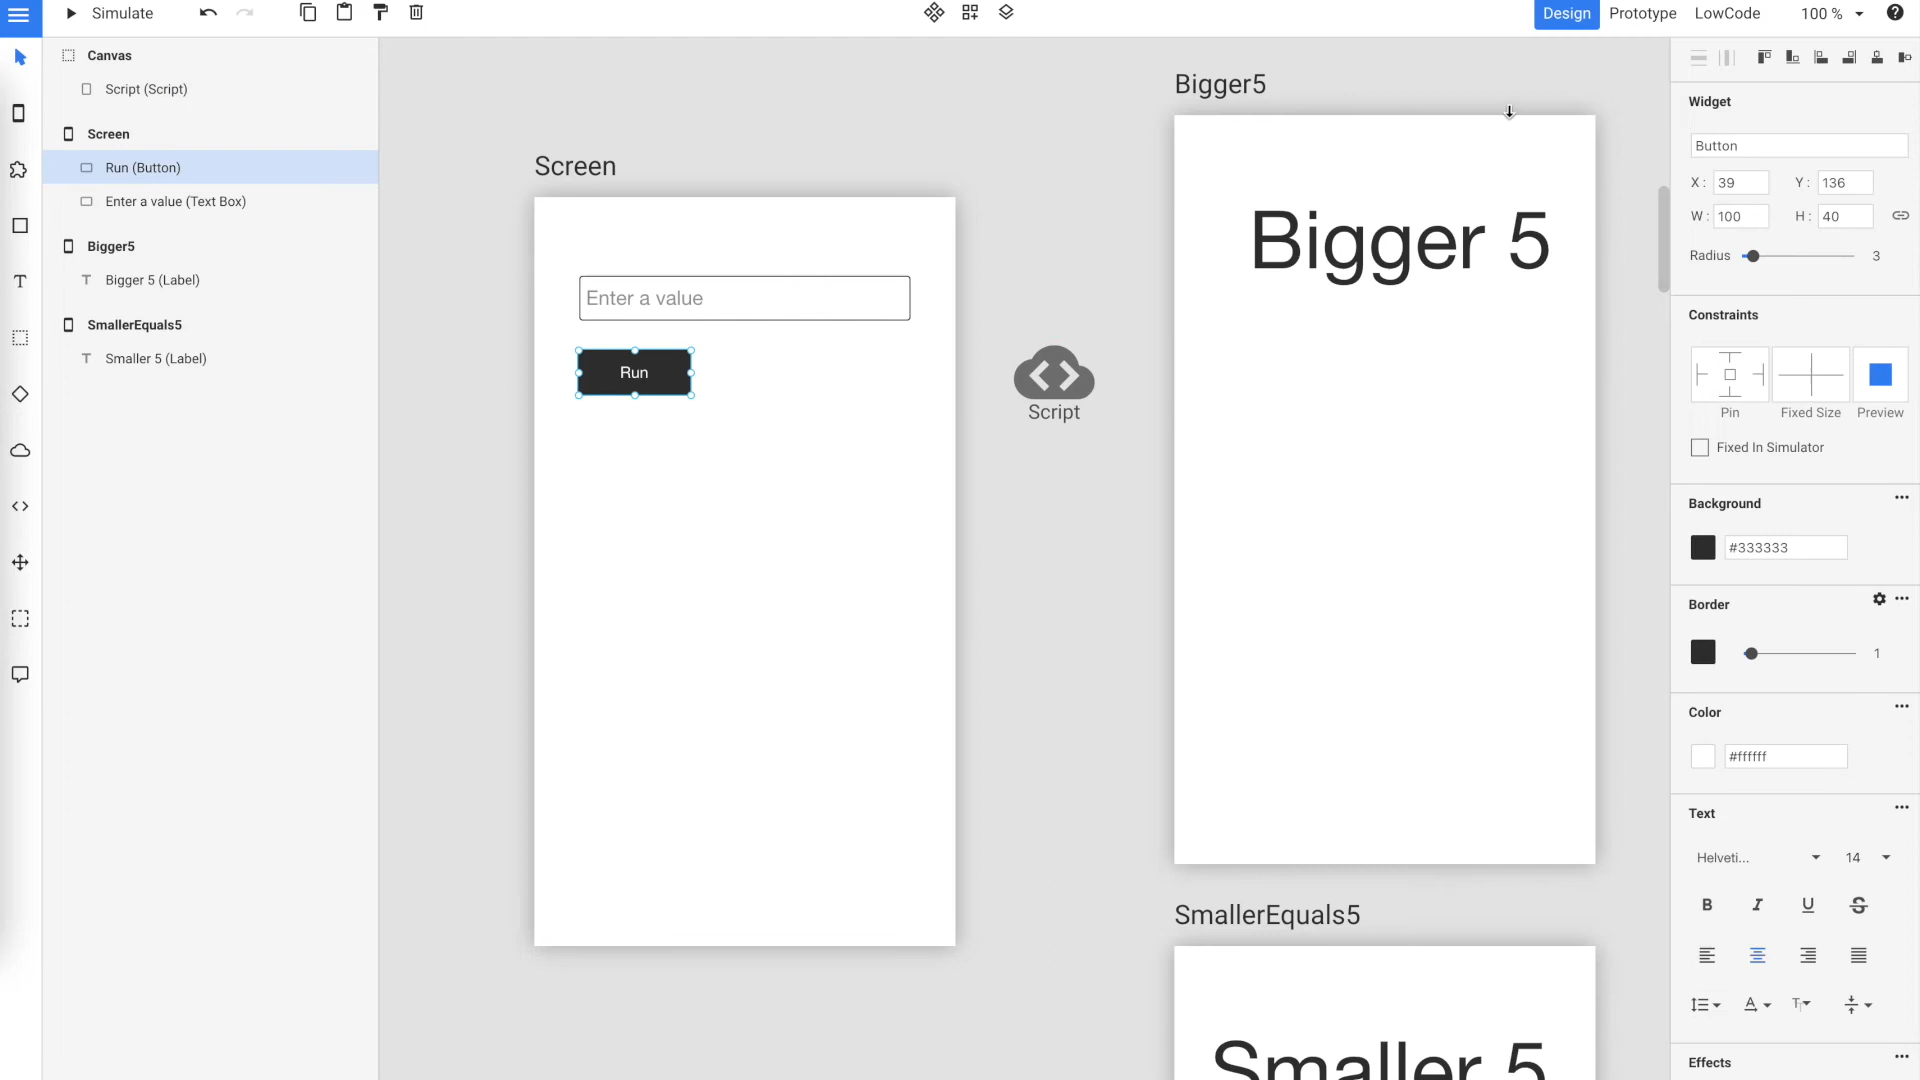 Simulate
Design Prototype LowCode 100 %
Canvas
Script (Script)
Screen
Run (Button)
Enter a value (Text Box)
Bigger5
Bigger 5 (Label)
SmallerEquals5
Smaller 5 (Label)
Screen
Enter a value
Run
Script
Bigger5
Bigger 5
SmallerEquals5
Smaller 5
Widget
Button
X : 39 Y : 136
W : 100 H : 40
Radius 3
Constraints
Pin Fixed Size Preview
Fixed In Simulator
Background
#333333
Border
1
Color
#ffffff
Text
Helveti... 14
B I U S
Effects